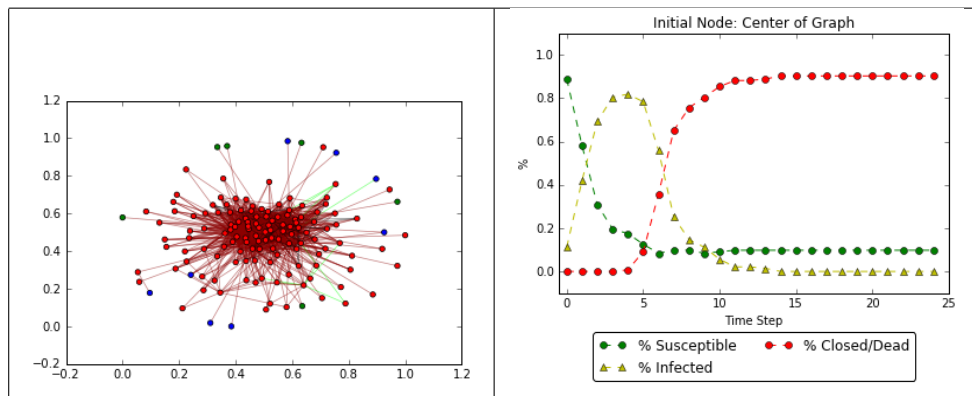 1.2
1.0
0.8
0.6
0.4
0.2
0.0
−0.2
−0.2 0.0 0.2 0.4 0.6 0.8 1.0 1.2
Initial Node: Center of Graph
1.0
0.8
0.6
0.4
0.2
0.0
%
0 5 10 15 20 25
Time Step
% Susceptible % Closed/Dead
% Infected